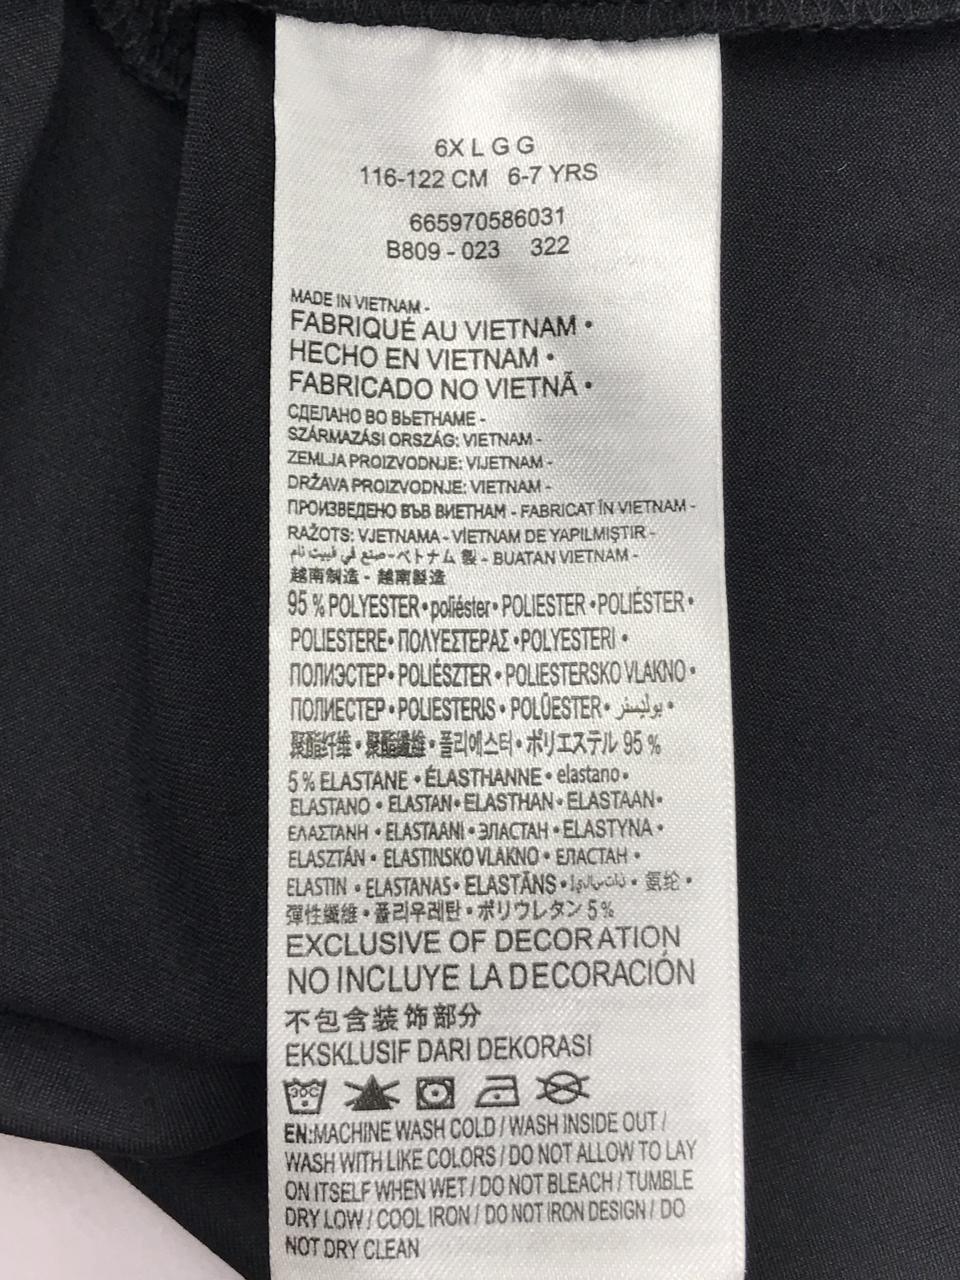 6X L G G
116-122 CM 6-7 YRS
665970586031
B809 - 023 322
MADE IN VIETNAM -
FABRIQUÉ AU VIETNAM •
HECHO EN VIETNAM •
FABRICADO NO VIETNÃ •
СДЕЛАНО ВО ВЬЕТНАМЕ -
SZÁRMAZÁSI ORSZÁG: VIETNAM -
ZEMLJA PROIZVODNJE: VIJETNAM -
DRŽAVA PROIZVODNJE: VIETNAM -
ПРОИЗВЕДЕНО ВЪВ ВИЕТНАМ - FABRICAT ÎN VIETNAM -
RAŽOTS: VJETNAMA - VİETNAM DE YAPILMIŞTIR -
صنع في فييت نام - ベトナム 製 - BUATAN VIETNAM -
越南制造 - 越南製造
95 % POLYESTER • poliéster • POLIESTER • POLIÉSTER •
POLIESTERE • ΠΟΛΥΕΣΤΕΡΑΣ • POLYESTERI •
ПОЛИЭСТЕР • POLIÉSZTER • POLIESTERSKO VLAKNO •
ПОЛИЕСТЕР • POLIESTERIS • POLÜESTER • بوليستر •
聚酯纤维 • 聚酯纖維 • 폴리에스터 • ポリエステル 95 %
5 % ELASTANE • ÉLASTHANNE • elastano •
ELASTANO • ELASTAN • ELASTHAN • ELASTAAN •
ΕΛΑΣΤΑΝΗ • ELASTAANI • ЭЛАСТАН • ELASTYNA •
ELASZTÁN • ELASTINSKO VLAKNO • ЕЛАСТАН •
ELASTIN • ELASTANAS • ELASTĀNS • 氨纶 •
彈性纖維 • 폴리우레탄 • ポリウレタン 5 %
EXCLUSIVE OF DECORATION
NO INCLUYE LA DECORACIÓN
不包含装饰部分
EKSKLUSIF DARI DEKORASI
30C
EN:MACHINE WASH COLD / WASH INSIDE OUT /
WASH WITH LIKE COLORS / DO NOT ALLOW TO LAY
ON ITSELF WHEN WET / DO NOT BLEACH / TUMBLE
DRY LOW / COOL IRON / DO NOT IRON DESIGN / DO
NOT DRY CLEAN